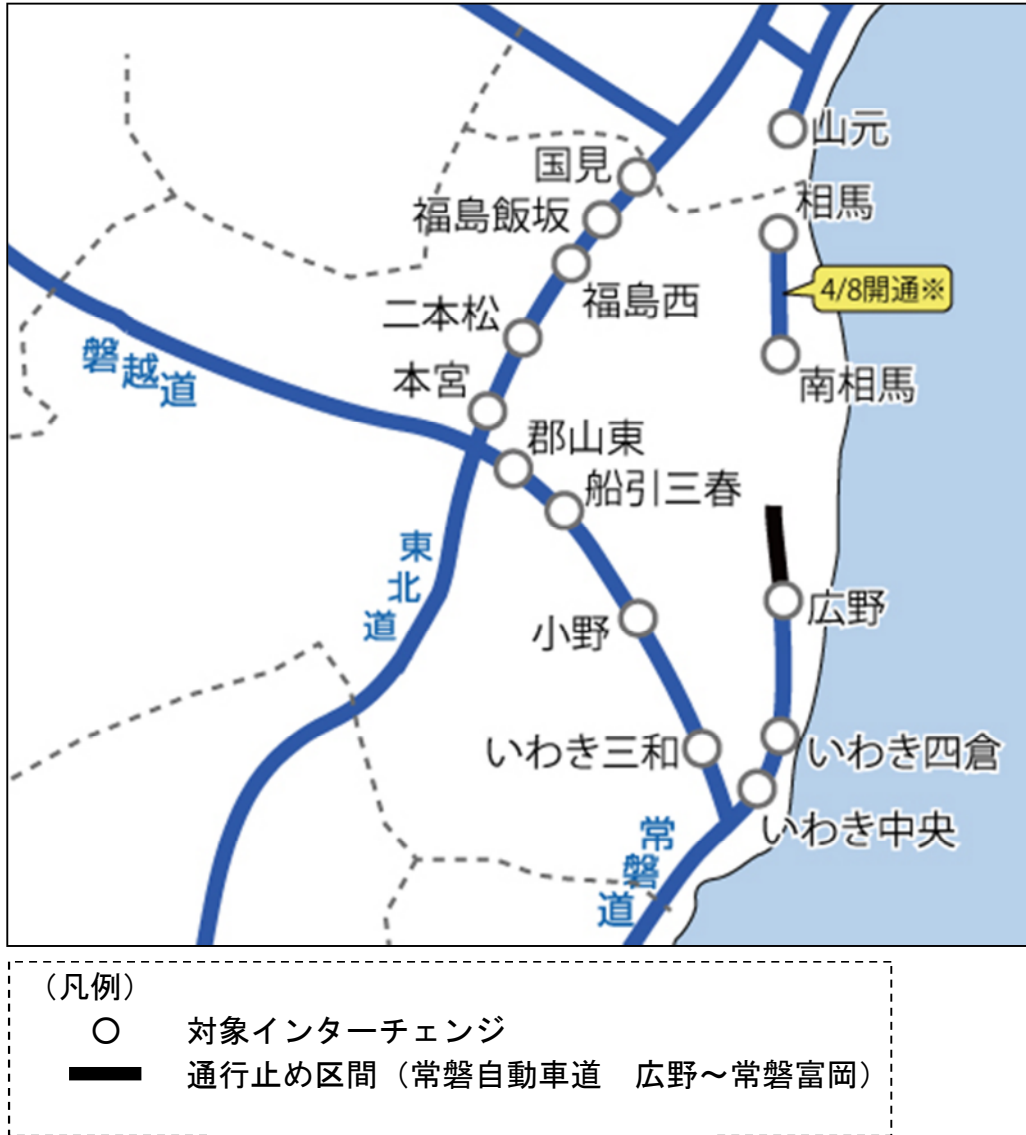 山元
国見
相馬
福島飯坂
4/8開通※
福島西
二本松
磐越道
本宮
南相馬
郡山東
船引三春
東北道
広野
小野
いわき三和
いわき四倉
いわき中央
常磐道
（凡例）
○　対象インターチェンジ
通行止め区間（常磐自動車道　広野～常磐富岡）